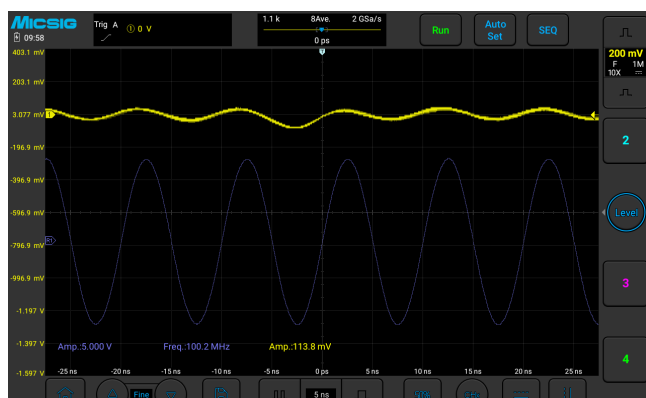 MICSIG
09:58
Trig A
① 0 V
1.1 k 8Ave. 2 GSa/s
0 ps
Run
Auto Set
SEQ
200 mV
F 1M
10X
403.1 mV
203.1 mV
3.077 mV
1
-196.9 mV
-396.9 mV
-596.9 mV
R1
-796.9 mV
-996.9 mV
-1.197 V
-1.397 V
-1.597 V
2
Level
3
4
Amp.:5.000 V Freq.:100.2 MHz Amp.:113.8 mV
-25 ns -20 ns -15 ns -10 ns -5 ns 0 ps 5 ns 10 ns 15 ns 20 ns 25 ns
Fine
5 ns